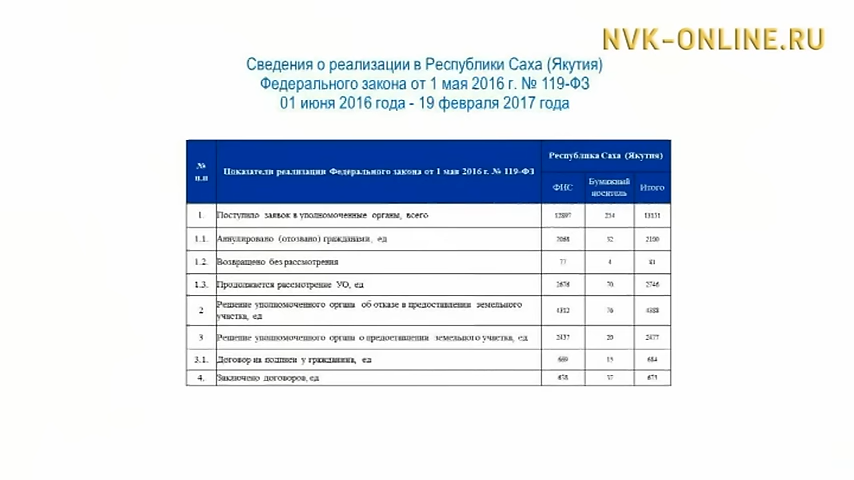 NVK-ONLINE.RU
Сведения о реализации в Республики Саха (Якутия)
Федерального закона от 1 мая 2016 г. № 119-ФЗ
01 июня 2016 года - 19 февраля 2017 года
№ п.п Показатели реализации Федерального закона от 1 мая 2016 г. № 119-ФЗ Республика Саха (Якутия)
ФИС Бумажный носитель Итого
1. Поступило заявок в уполномоченные органы, всего 12897 234 13131
1.1. Аннулировано (отозвано) гражданами, ед 2068 32 2100
1.2. Возвращено без рассмотрения 77 4 81
1.3. Продолжается рассмотрение УО, ед 2676 70 2746
2 Решение уполномоченного органа об отказе в предоставлении земельного
участка, ед 4312 76 4388
3 Решение уполномоченного органа о предоставлении земельного участка, ед 2477
3.1. Договор на подписи у гражданина, ед 669 15 684
4. Заключено договоров, ед